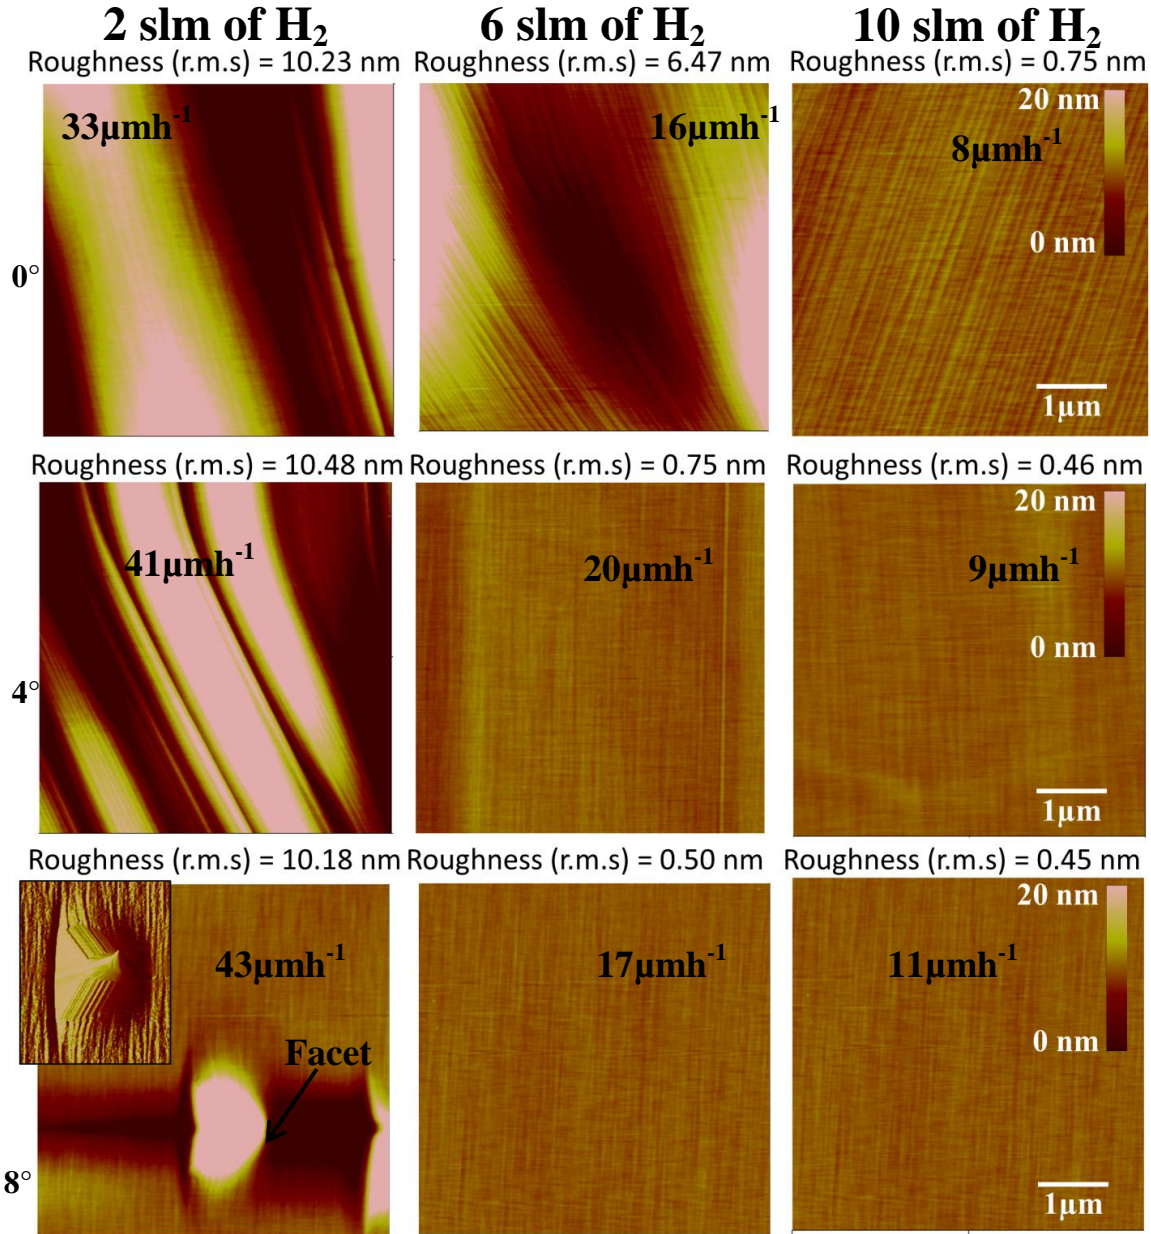 2 slm of H₂ 6 slm of H₂ 10 slm of H₂
Roughness (r.m.s) = 10.23 nm Roughness (r.m.s) = 6.47 nm Roughness (r.m.s) = 0.75 nm
33µmh⁻¹ 16µmh⁻¹ 20 nm
8µmh⁻¹
0 nm
0°
1µm
Roughness (r.m.s) = 10.48 nm Roughness (r.m.s) = 0.75 nm Roughness (r.m.s) = 0.46 nm
20 nm
41µmh⁻¹ 20µmh⁻¹ 9µmh⁻¹
0 nm
4°
1µm
Roughness (r.m.s) = 10.18 nm Roughness (r.m.s) = 0.50 nm Roughness (r.m.s) = 0.45 nm
20 nm
43µmh⁻¹ 17µmh⁻¹ 11µmh⁻¹
Facet 0 nm
8°
1µm